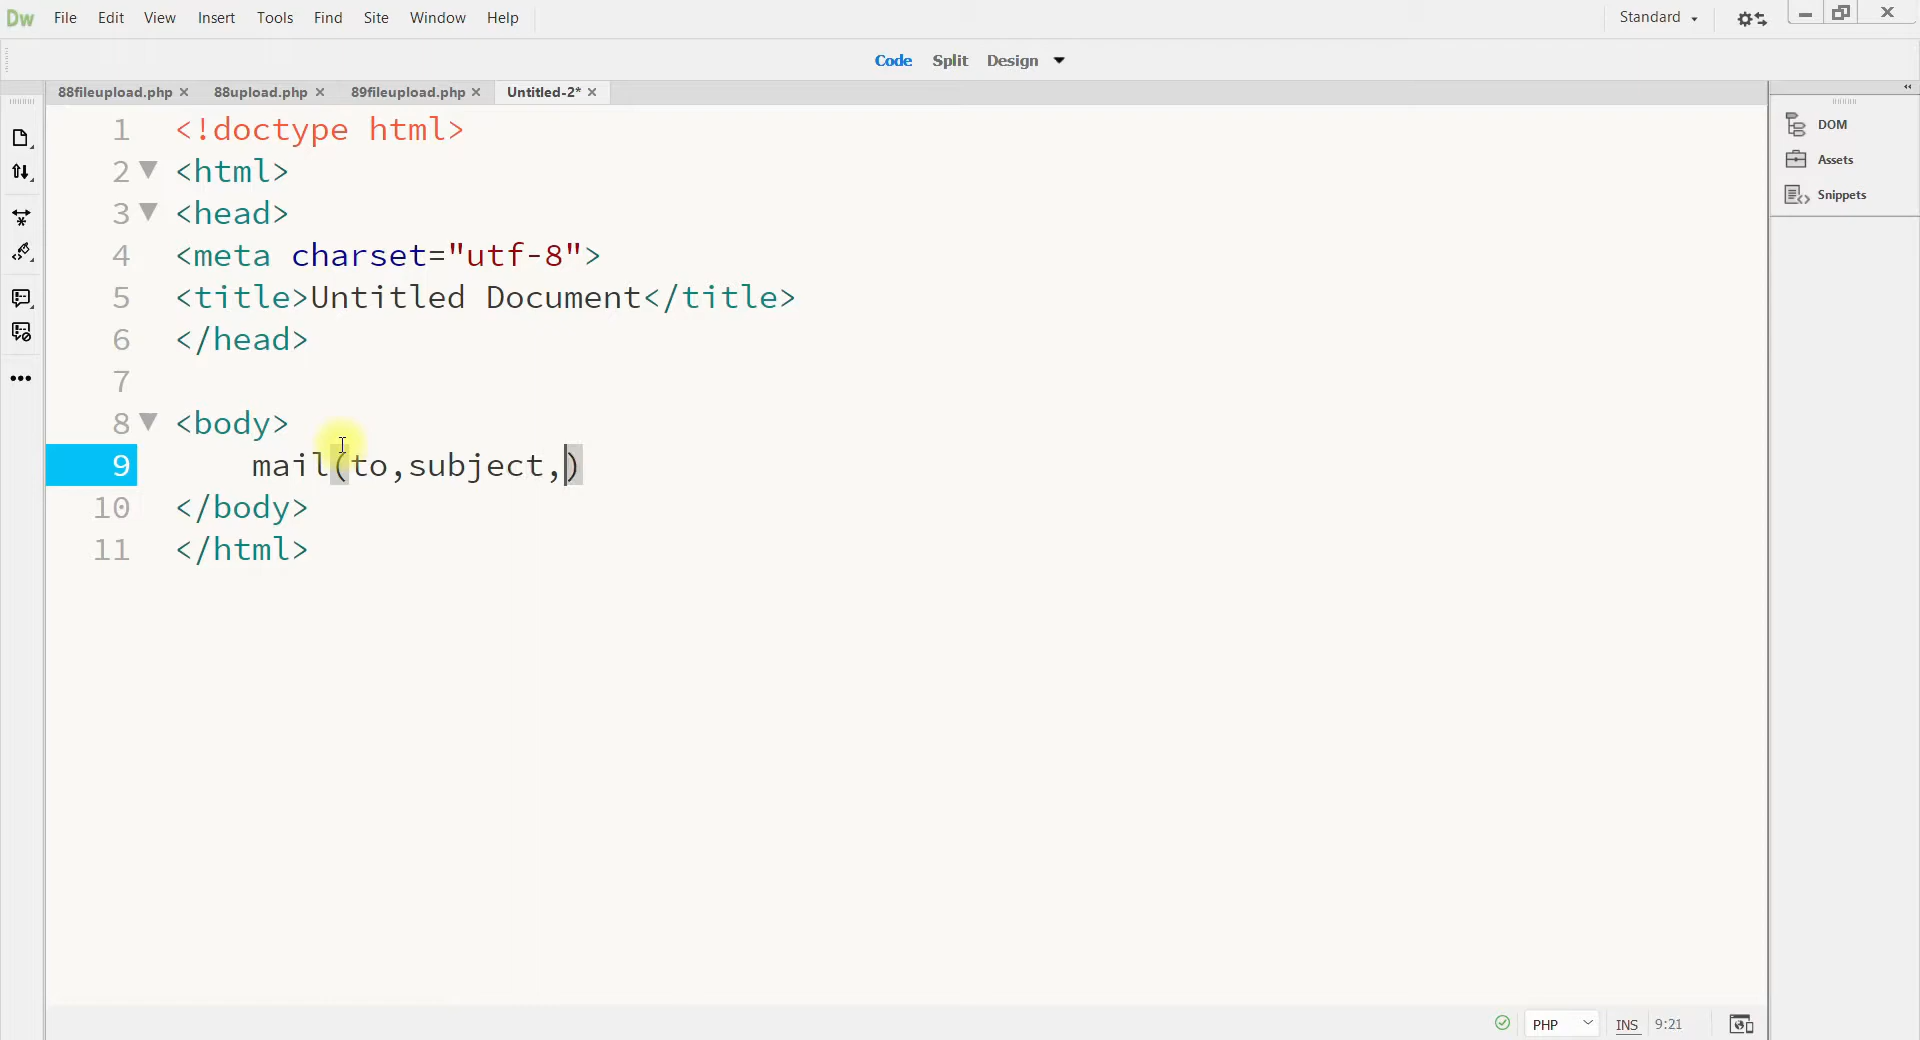 Dw File Edit View Insert Tools Find Site Window Help Standard
Code Split Design
88fileupload.php 88upload.php 89fileupload.php Untitled-2*
1 <!doctype html>
2 <html>
3 <head>
4 <meta charset="utf-8">
5 <title>Untitled Document</title>
6 </head>
7
8 <body>
9 mail(to,subject,)
10 </body>
11 </html>
DOM
Assets
Snippets
PHP INS 9:21